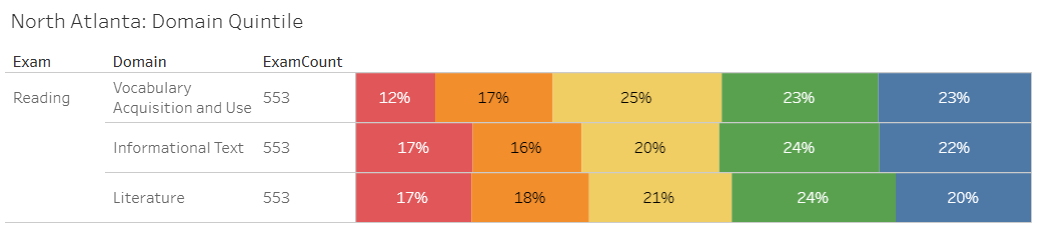 North Atlanta: Domain Quintile
Exam Domain ExamCount
Reading Vocabulary Acquisition and Use 553 12% 17% 25% 23% 23%
Informational Text 553 17% 16% 20% 24% 22%
Literature 553 17% 18% 21% 24% 20%